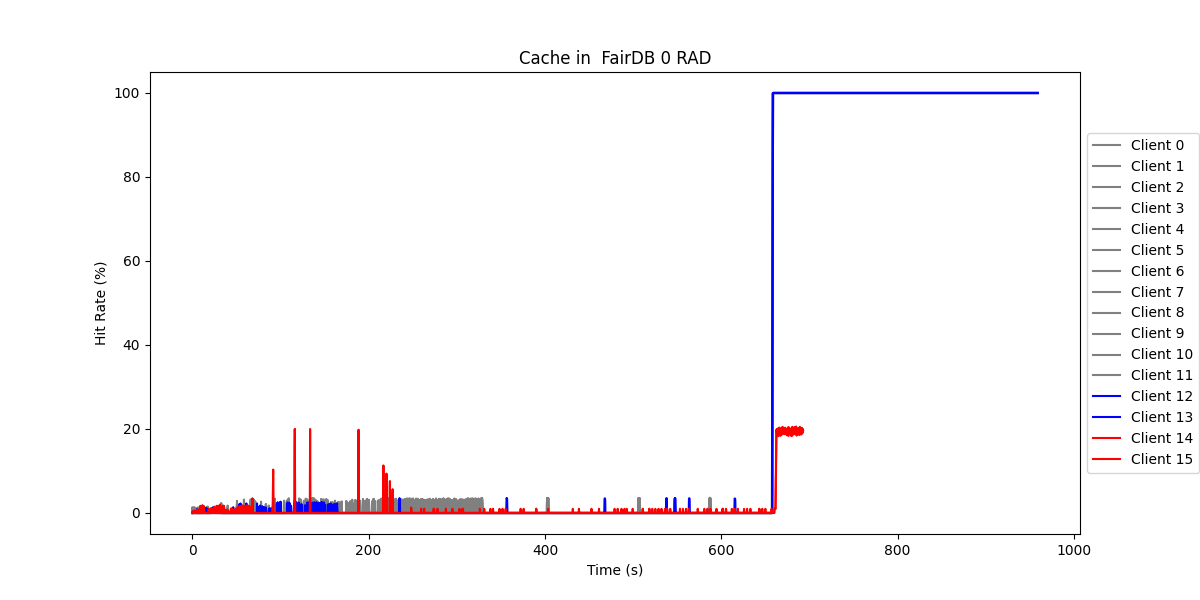 Cache in  FairDB 0 RAD
100
80
60
40
20
0
Hit Rate (%)
0
200
400
600
800
1000
Time (s)
Client 0
Client 1
Client 2
Client 3
Client 4
Client 5
Client 6
Client 7
Client 8
Client 9
Client 10
Client 11
Client 12
Client 13
Client 14
Client 15